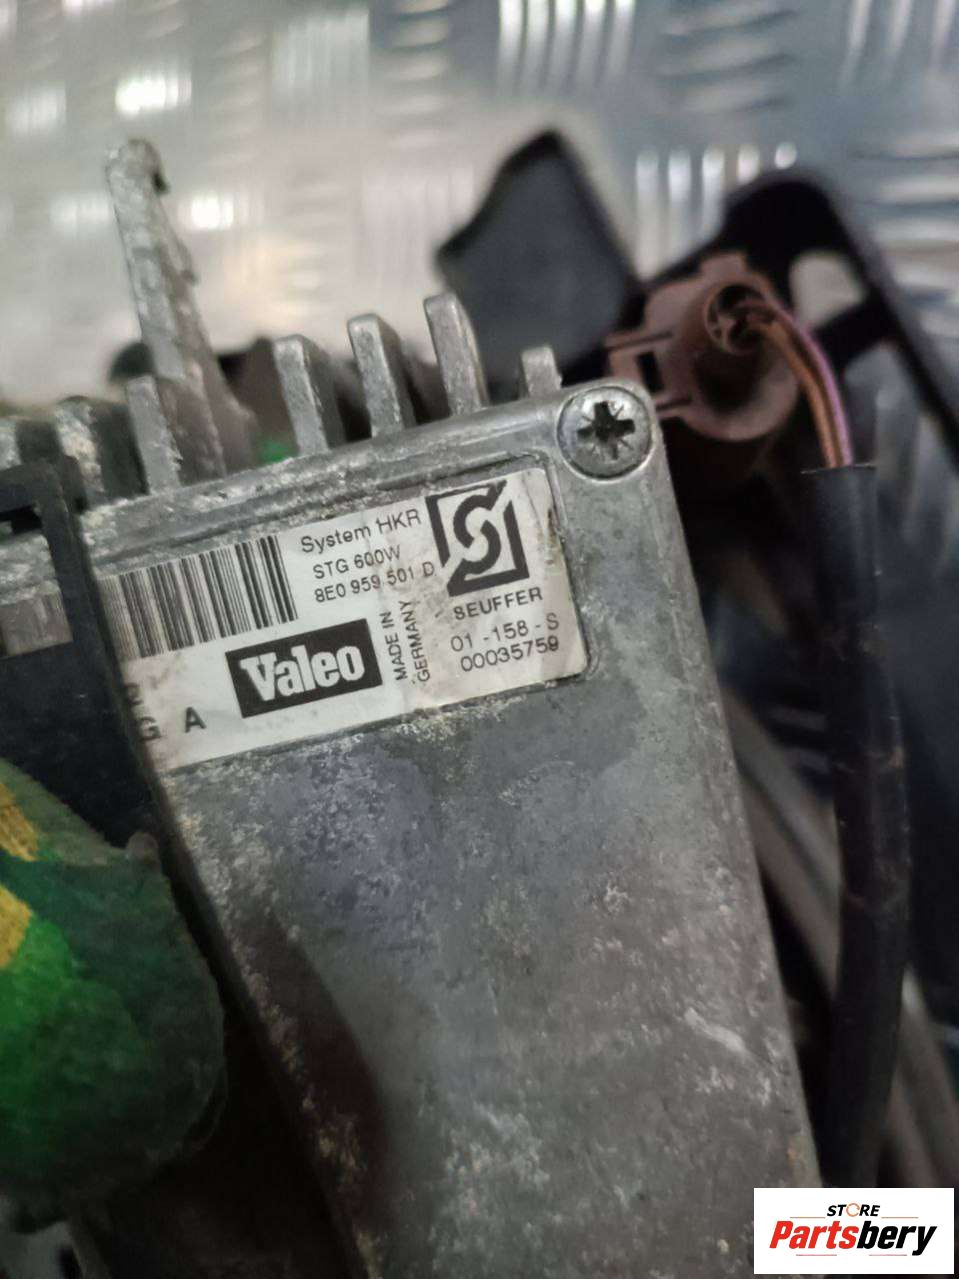 System HKR
STG 600W
8E0 959 501 D
Valeo
MADE IN
GERMANY
SEUFFER
01-158-S
00035759
G A
STORE
Partsbery